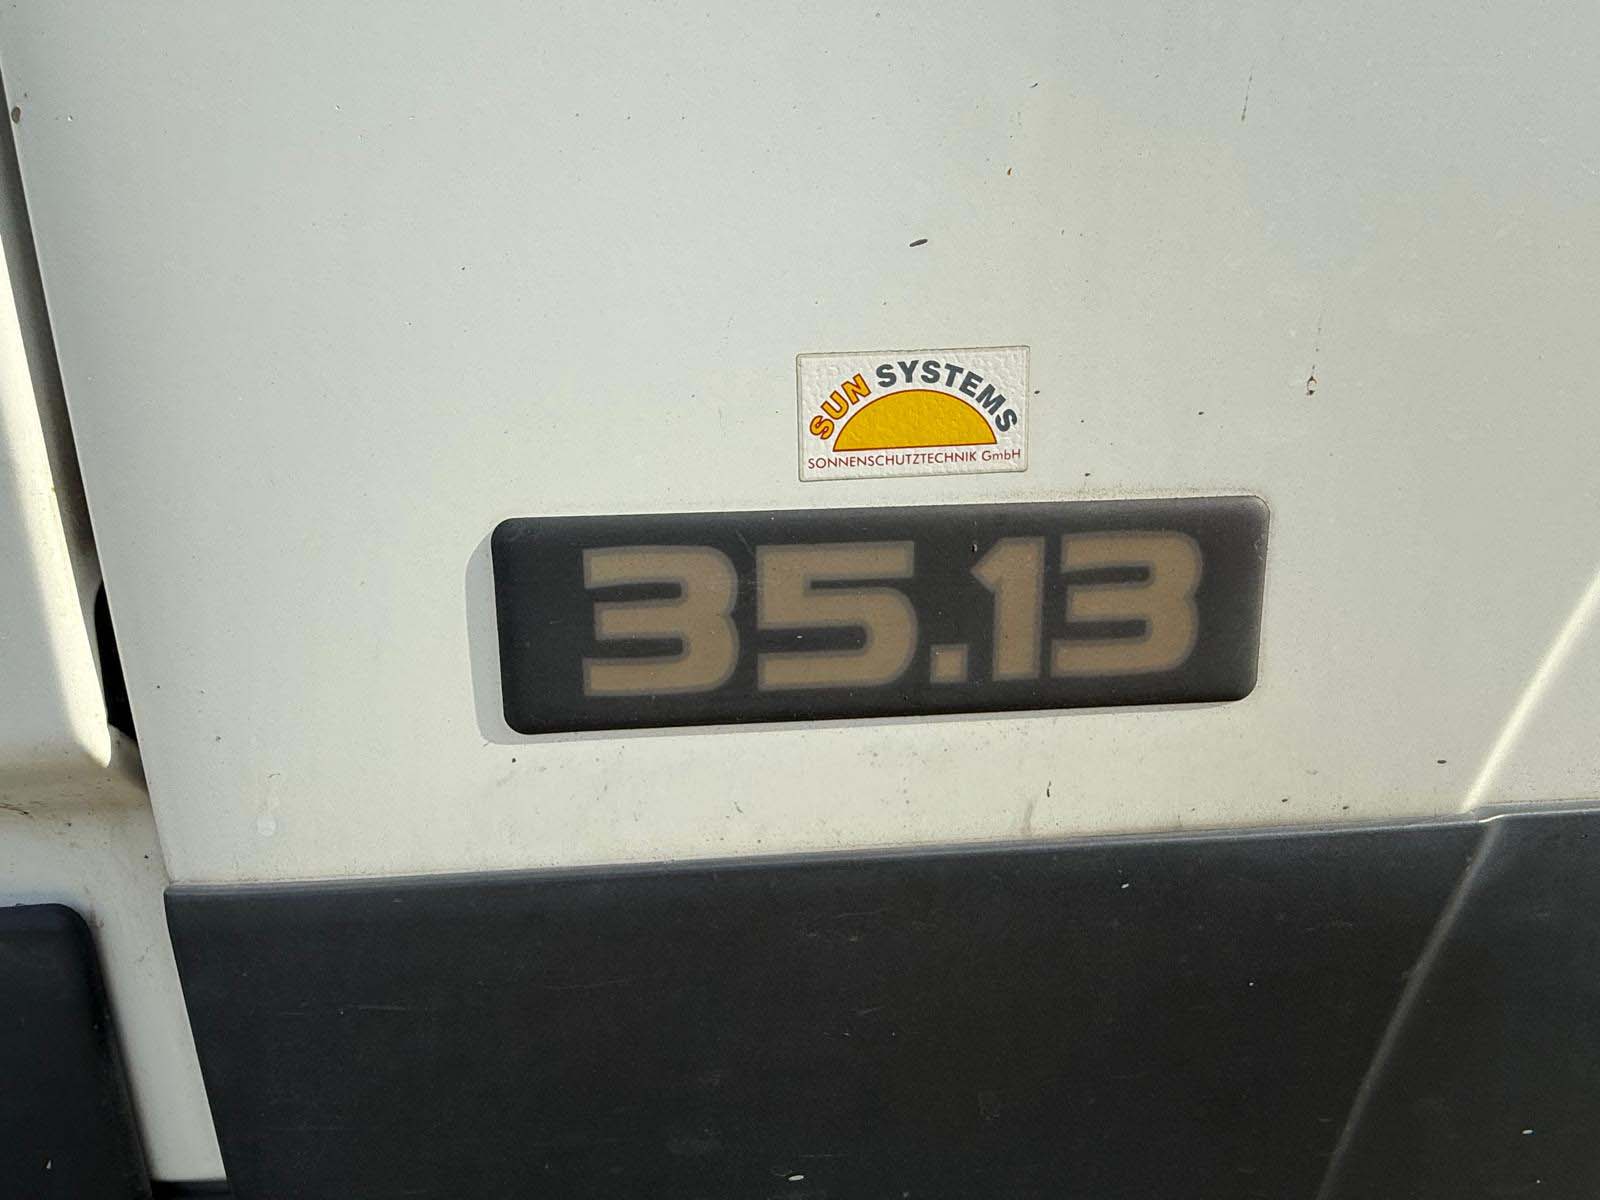 SUN SYSTEMS
SONNENSCHUTZTECHNIK GmbH
35.13